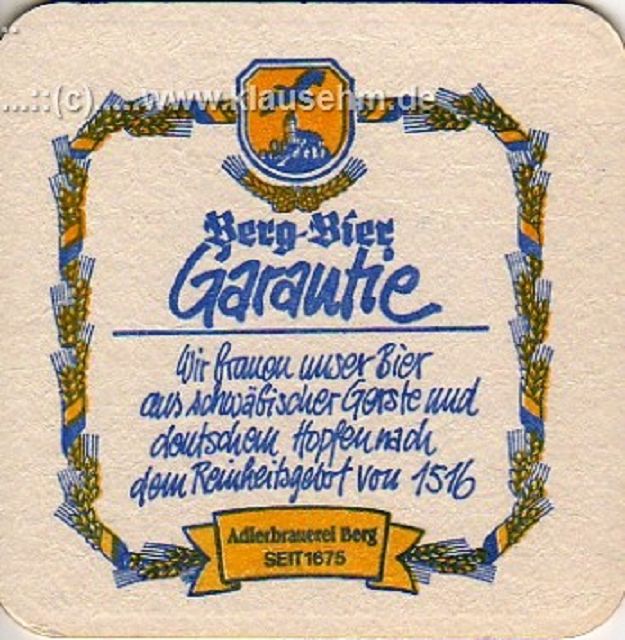 ...::(c)....www.klausehm.de
Berg-Bier
Garantie
Wir brauen unser Bier
aus schwäbischer Gerste und
deutschem Hopfen nach
dem Reinheitsgebot von 1516
Adlerbrauerei Berg
SEIT 1675